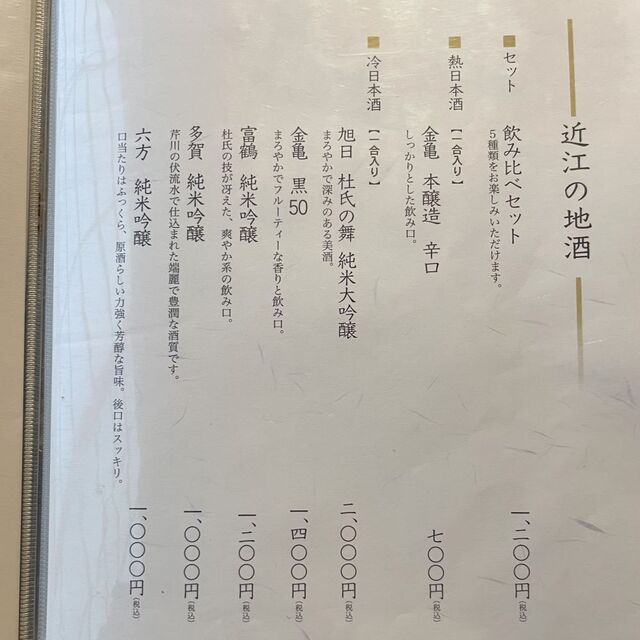 近江の地酒
■セット
飲み比べセット 一、二〇〇円(税込)
5種類をお楽しみいただけます。
■熱日本酒【一合入り】
金亀 本醸造 辛口 七〇〇円(税込)
しっかりとした飲み口。
■冷日本酒【一合入り】
旭日 杜氏の舞 純米大吟醸 二、〇〇〇円(税込)
まろやかで深みのある美酒。
金亀 黒50 一、四〇〇円(税込)
まろやかでフルーティーな香りと飲み口。
富鶴 純米吟醸 一、二〇〇円(税込)
杜氏の技が冴えた、爽やか系の飲み口。
多賀 純米吟醸 一、〇〇〇円(税込)
芹川の伏流水で仕込まれた端麗で豊潤な酒質です。
六方 純米吟醸 一、〇〇〇円(税込)
口当たりはふっくら、原酒らしい力強く芳醇な旨味。後口はスッキリ。